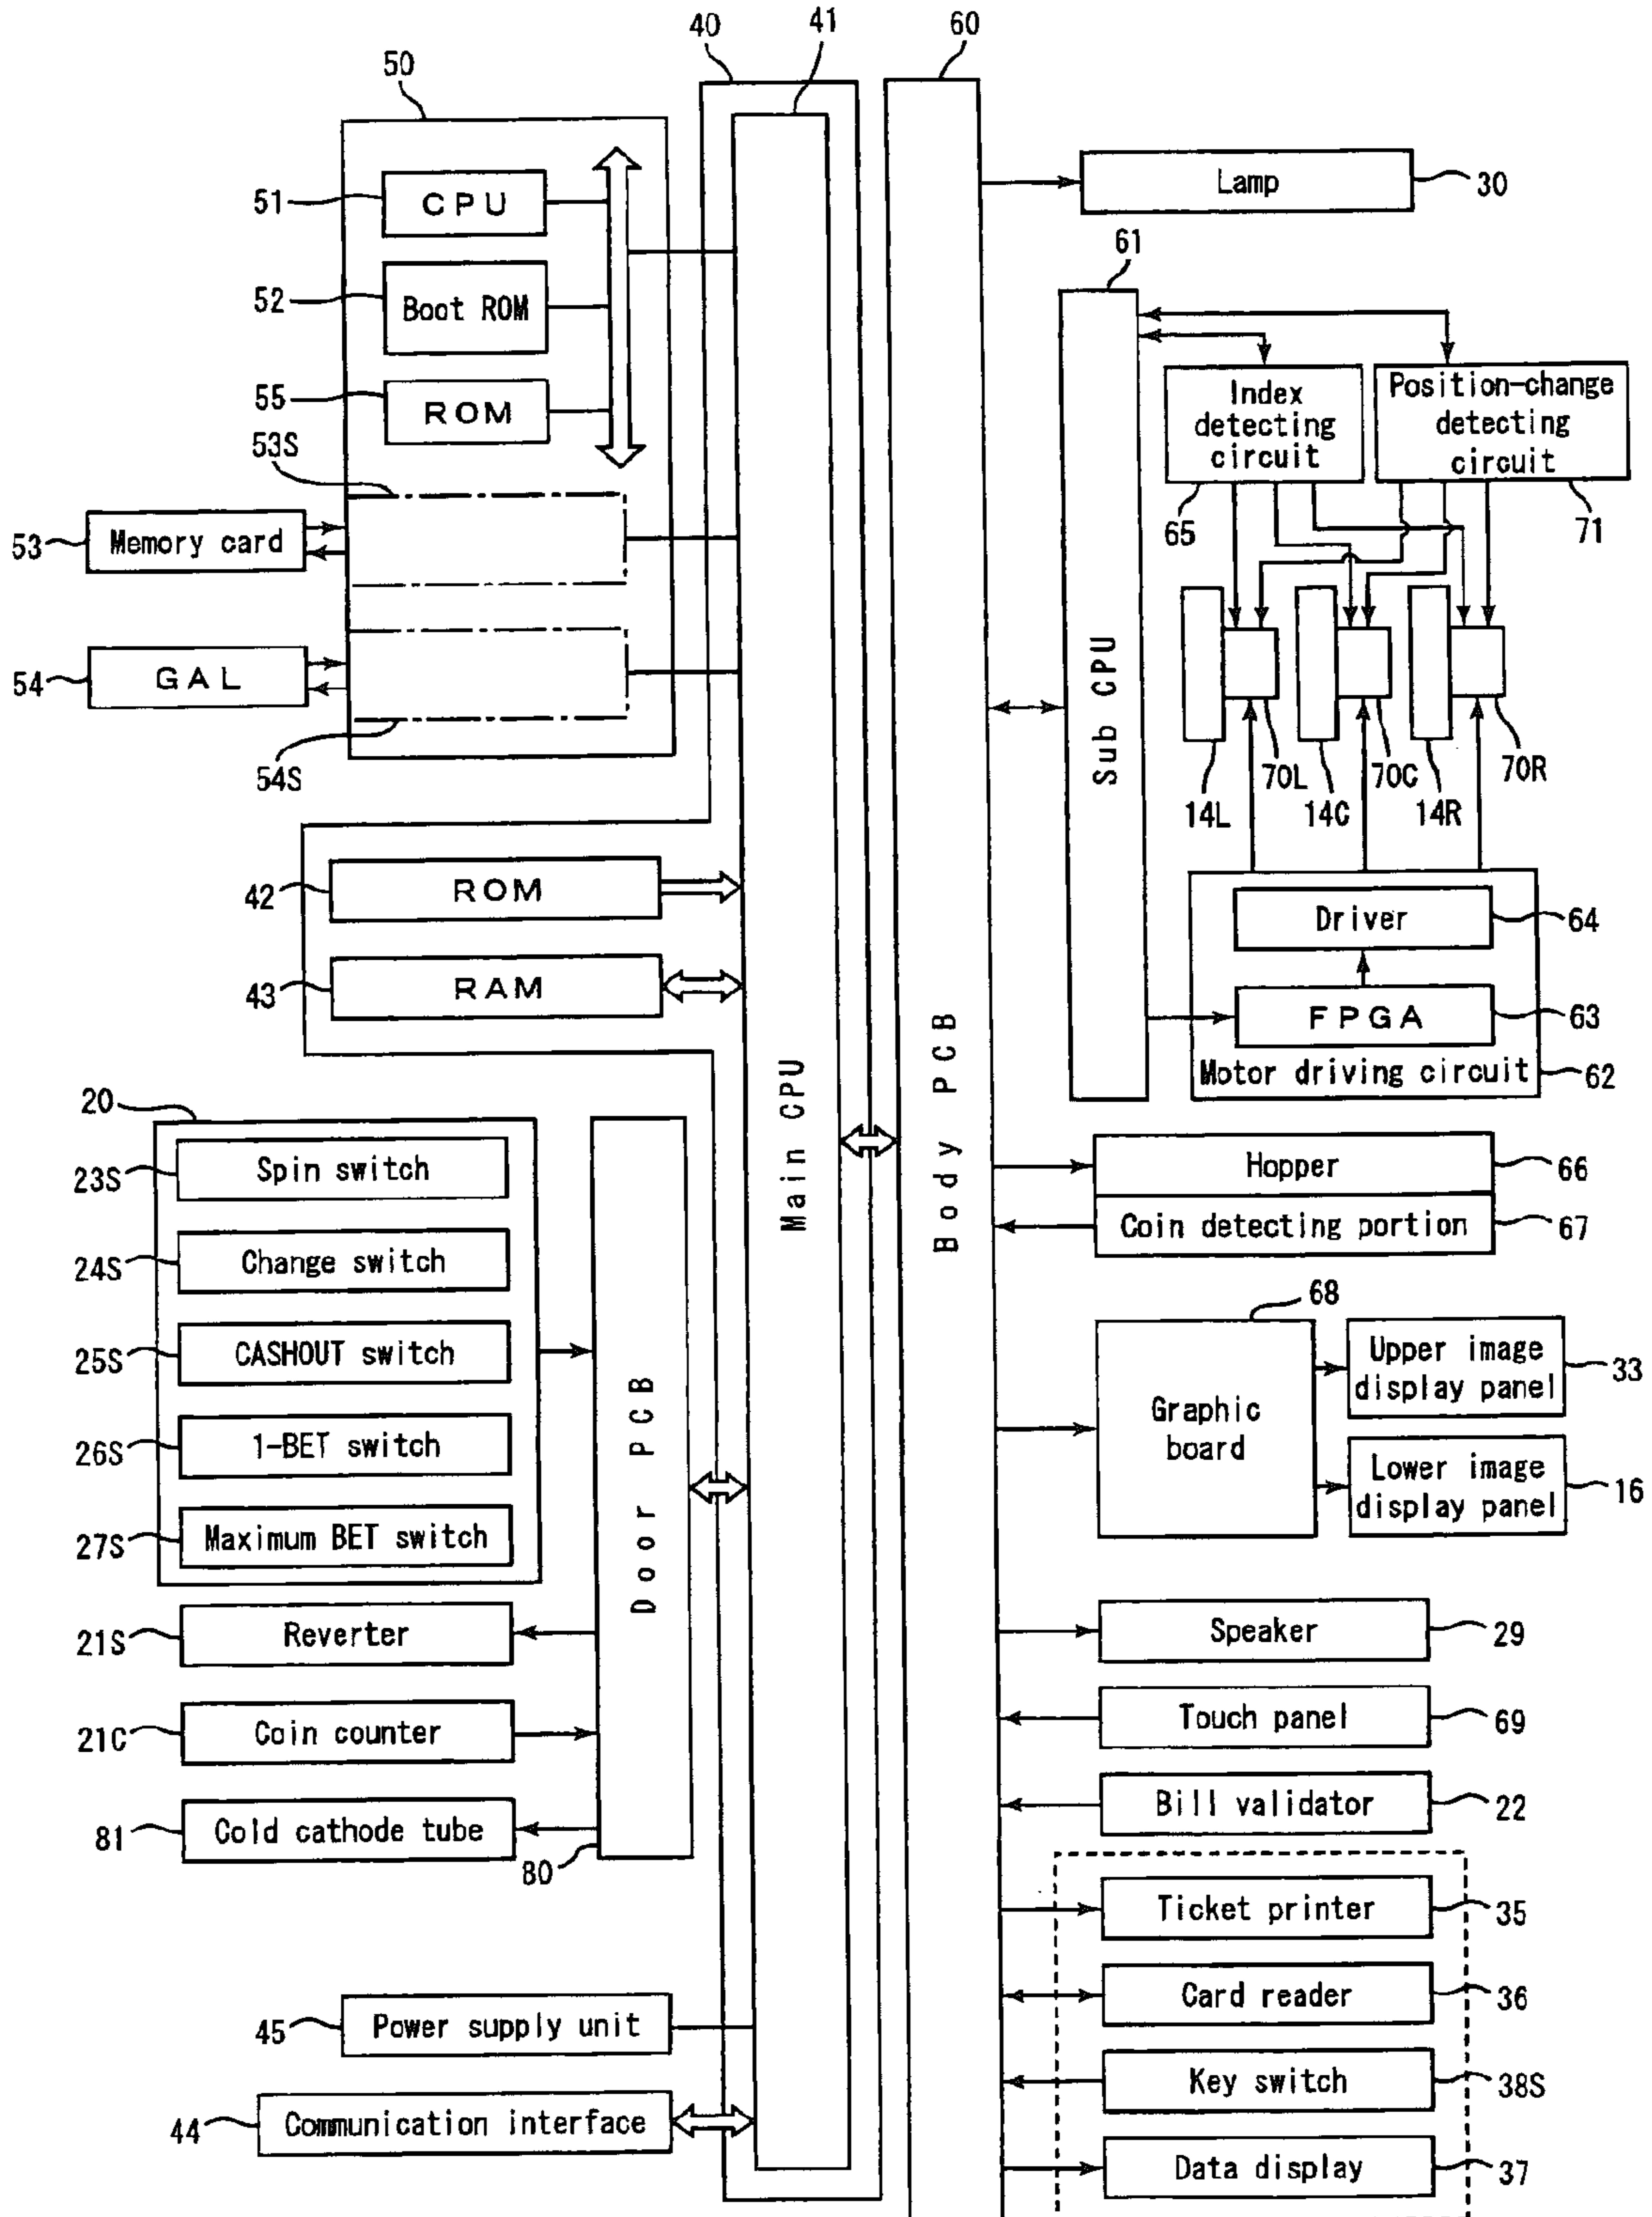 40
41
60
50
51
CPU
52
Boot ROM
55
ROM
53S
53
Memory card
54
GAL
54S
42
ROM
43
RAM
Main CPU
20
23S
Spin switch
24S
Change switch
25S
CASHOUT switch
26S
1-BET switch
27S
Maximum BET switch
21S
Reverter
21C
Coin counter
81
Cold cathode tube
80
Door PCB
45
Power supply unit
44
Communication interface
Body PCB
Lamp
30
61
Sub CPU
Index
detecting
circuit
65
Position-change
detecting
circuit
71
14L
70L
14C
70C
14R
70R
Driver
64
FPGA
63
Motor driving circuit
62
Hopper
66
Coin detecting portion
67
68
Graphic
board
Upper image
display panel
33
Lower image
display panel
16
Speaker
29
Touch panel
69
Bill validator
22
Ticket printer
35
Card reader
36
Key switch
38S
Data display
37